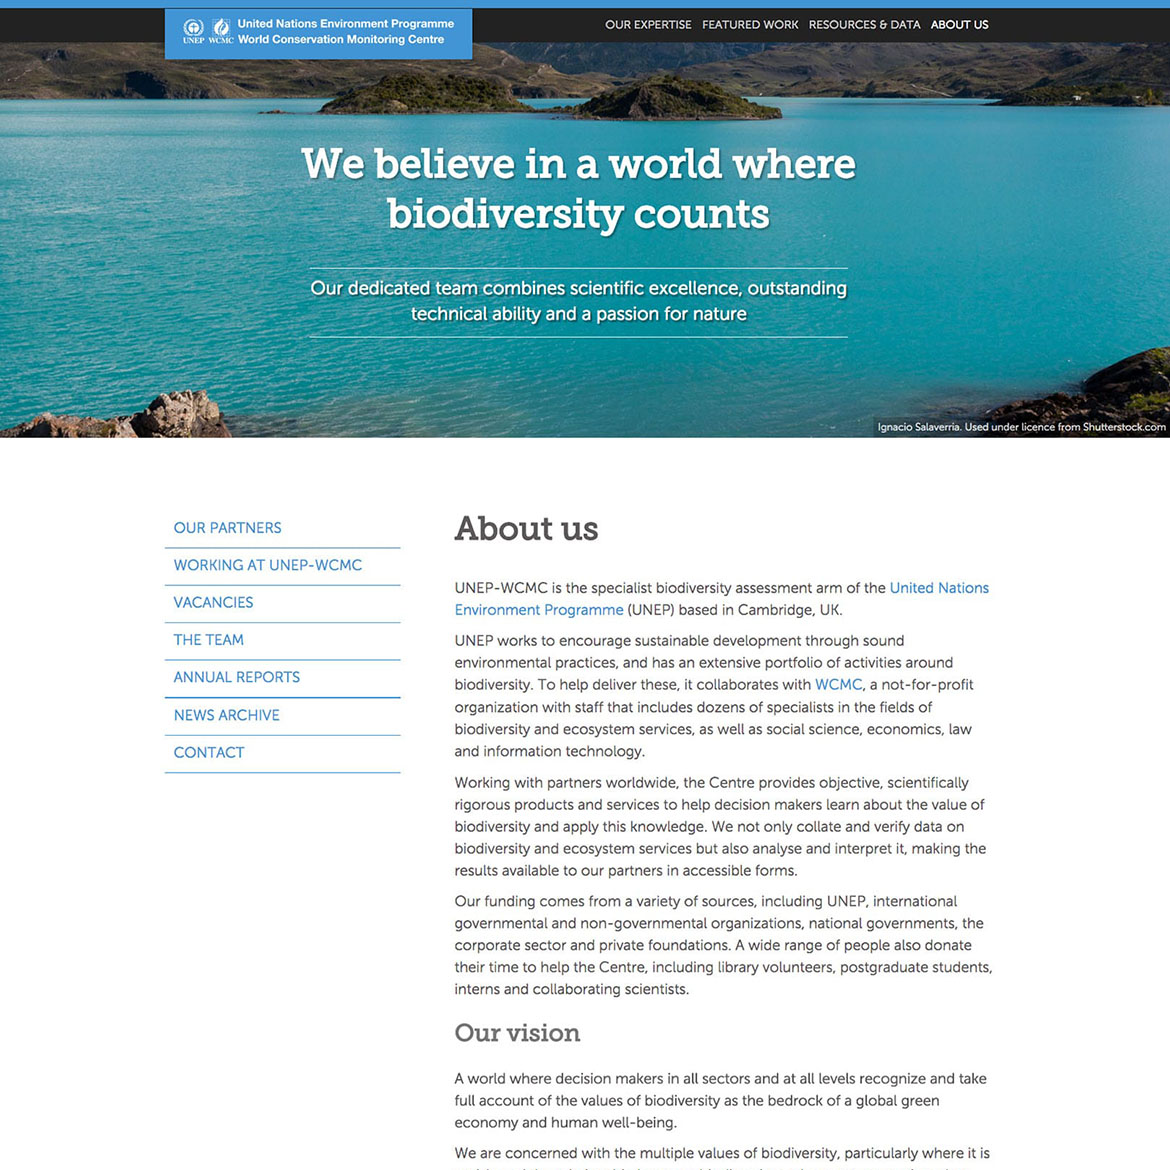 UNEP WCMC
United Nations Environment Programme
World Conservation Monitoring Centre
OUR EXPERTISE FEATURED WORK RESOURCES & DATA ABOUT US
We believe in a world where
biodiversity counts
Our dedicated team combines scientific excellence, outstanding
technical ability and a passion for nature
Ignacio Salaverria. Used under licence from Shutterstock.com
OUR PARTNERS
WORKING AT UNEP-WCMC
VACANCIES
THE TEAM
ANNUAL REPORTS
NEWS ARCHIVE
CONTACT
About us
UNEP-WCMC is the specialist biodiversity assessment arm of the United Nations
Environment Programme (UNEP) based in Cambridge, UK.
UNEP works to encourage sustainable development through sound
environmental practices, and has an extensive portfolio of activities around
biodiversity. To help deliver these, it collaborates with WCMC, a not-for-profit
organization with staff that includes dozens of specialists in the fields of
biodiversity and ecosystem services, as well as social science, economics, law
and information technology.
Working with partners worldwide, the Centre provides objective, scientifically
rigorous products and services to help decision makers learn about the value of
biodiversity and apply this knowledge. We not only collate and verify data on
biodiversity and ecosystem services but also analyse and interpret it, making the
results available to our partners in accessible forms.
Our funding comes from a variety of sources, including UNEP, international
governmental and non-governmental organizations, national governments, the
corporate sector and private foundations. A wide range of people also donate
their time to help the Centre, including library volunteers, postgraduate students,
interns and collaborating scientists.
Our vision
A world where decision makers in all sectors and at all levels recognize and take
full account of the values of biodiversity as the bedrock of a global green
economy and human well-being.
We are concerned with the multiple values of biodiversity, particularly where it is